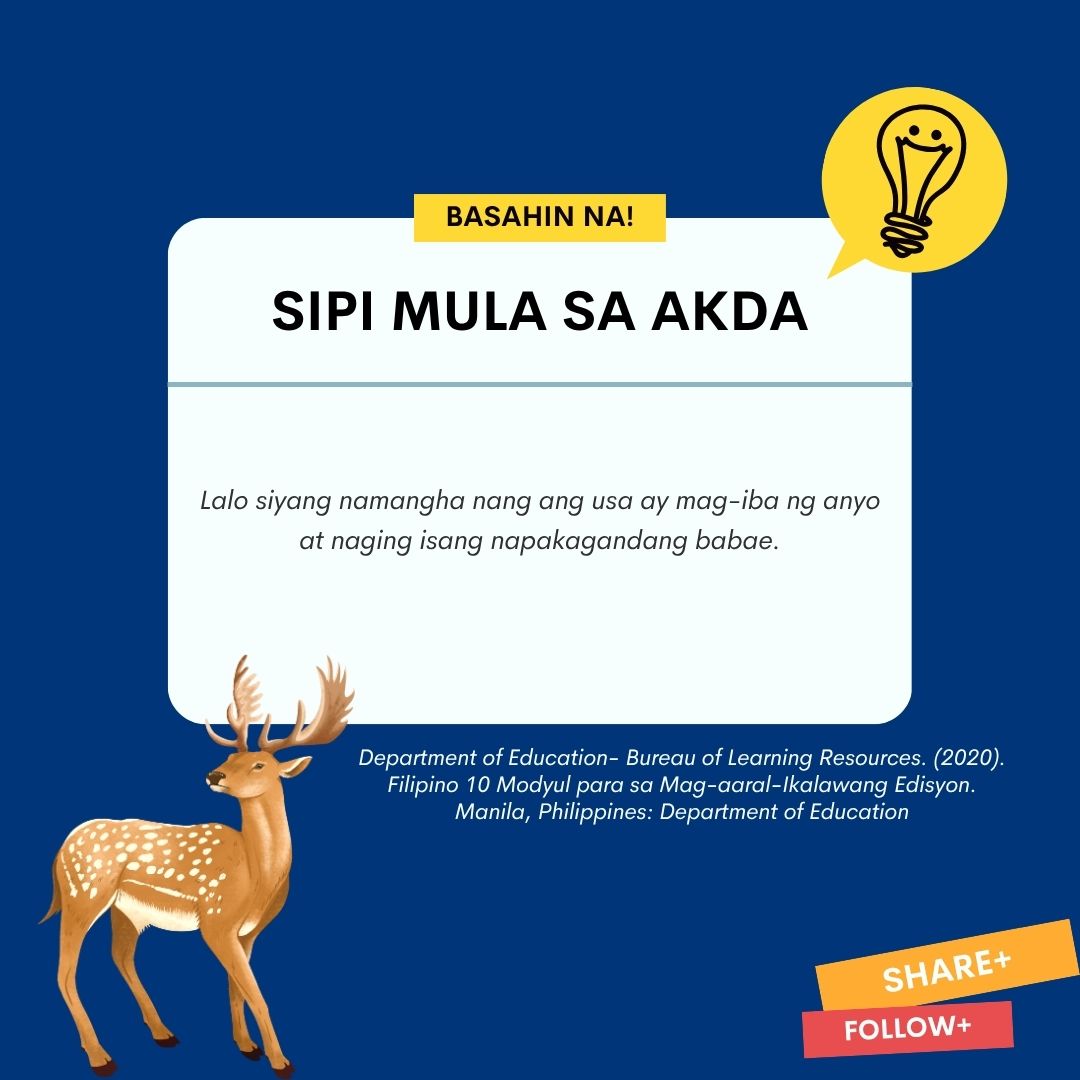 BASAHIN NA!
SIPI MULA SA AKDA
Lalo siyang namangha nang ang usa ay mag-iba ng anyo
at naging isang napakagandang babae.
Department of Education- Bureau of Learning Resources. (2020).
Filipino 10 Modyul para sa Mag-aaral-Ikalawang Edisyon.
Manila, Philippines: Department of Education
SHARE+
FOLLOW+